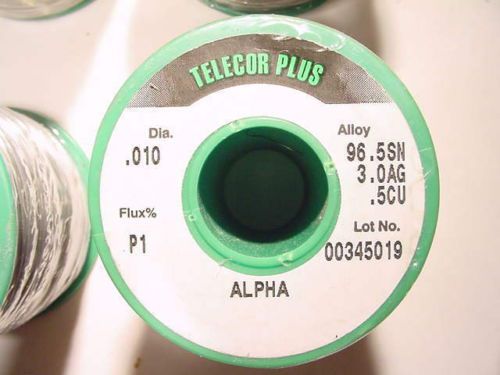 TELECOR PLUS
Dia.
.010
Alloy
96.5SN
3.0AG
.5CU
Flux%
P1
Lot No.
00345019
ALPHA